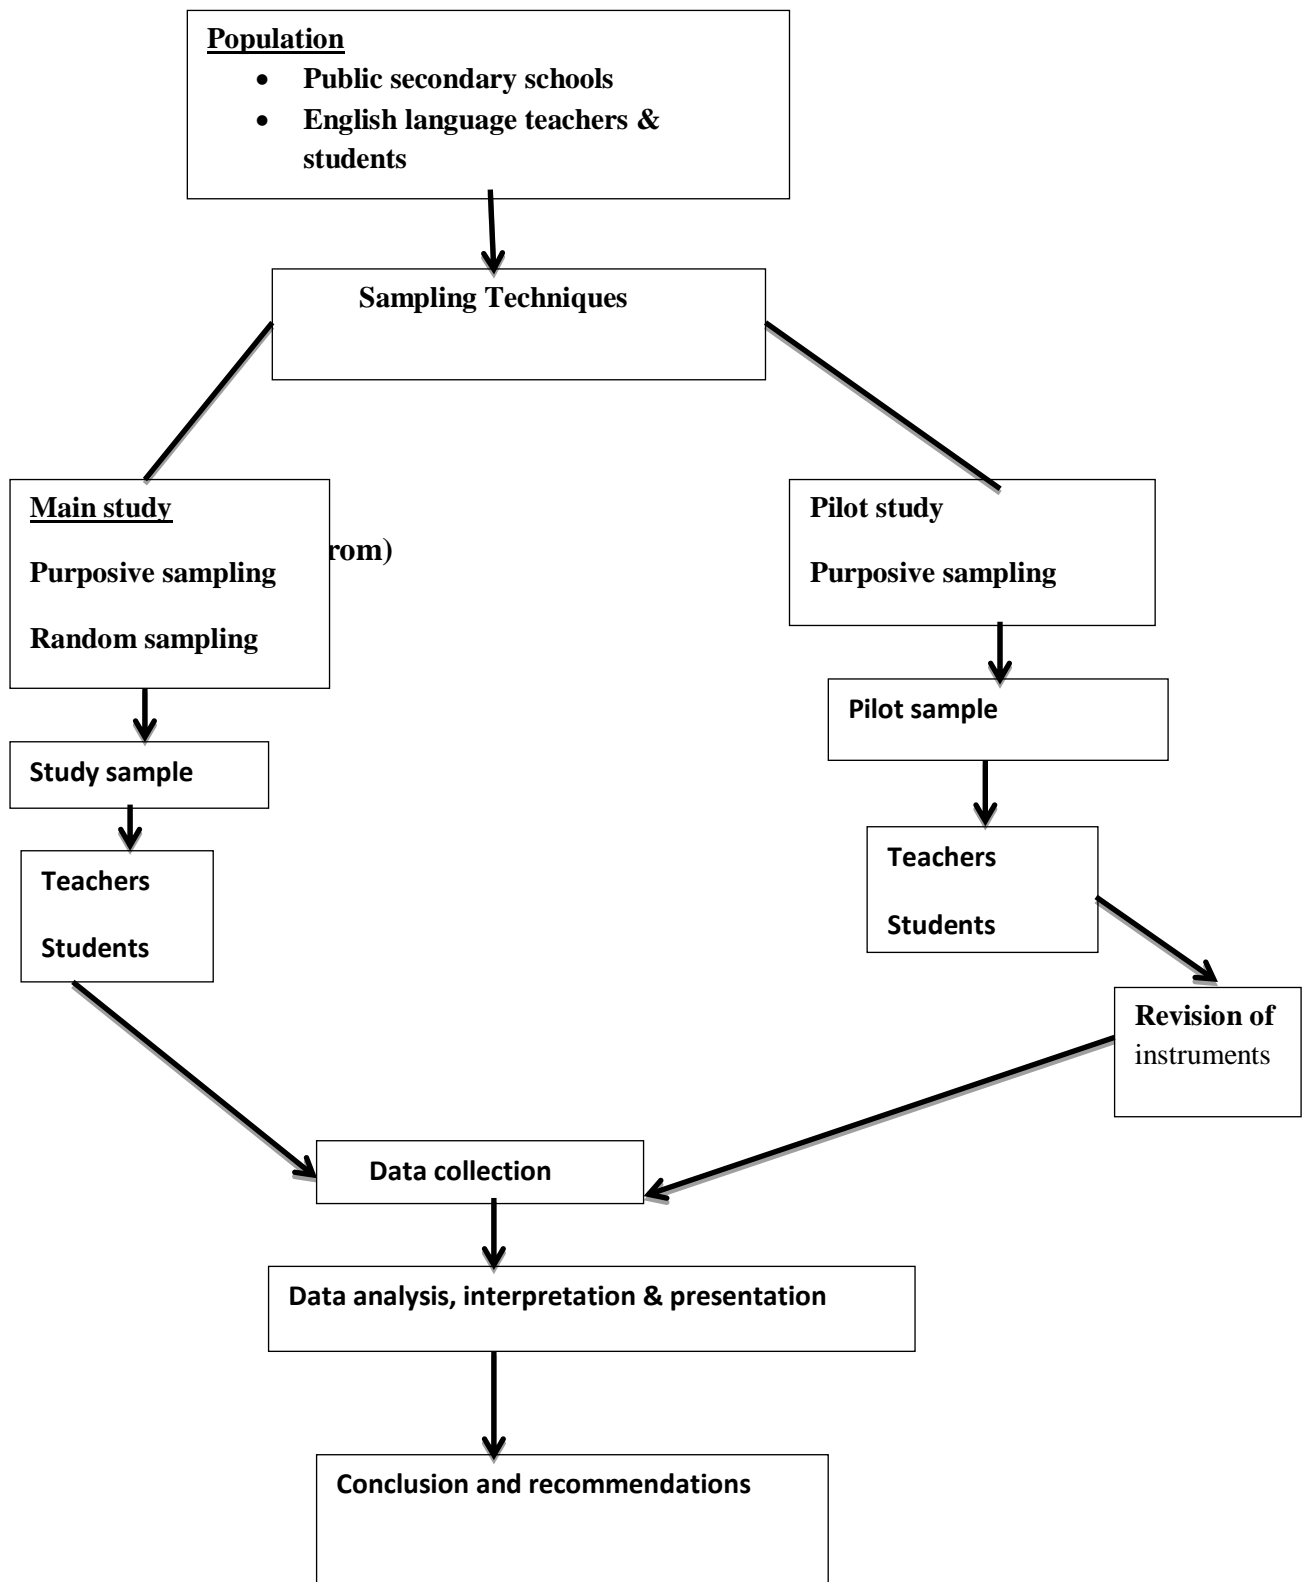 Population
• Public secondary schools
• English language teachers &
students
Sampling Techniques
Main study
Purposive sampling
Random sampling
rom)
Pilot study
Purposive sampling
Study sample
Pilot sample
Teachers
Students
Teachers
Students
Revision of
instruments
Data collection
Data analysis, interpretation & presentation
Conclusion and recommendations